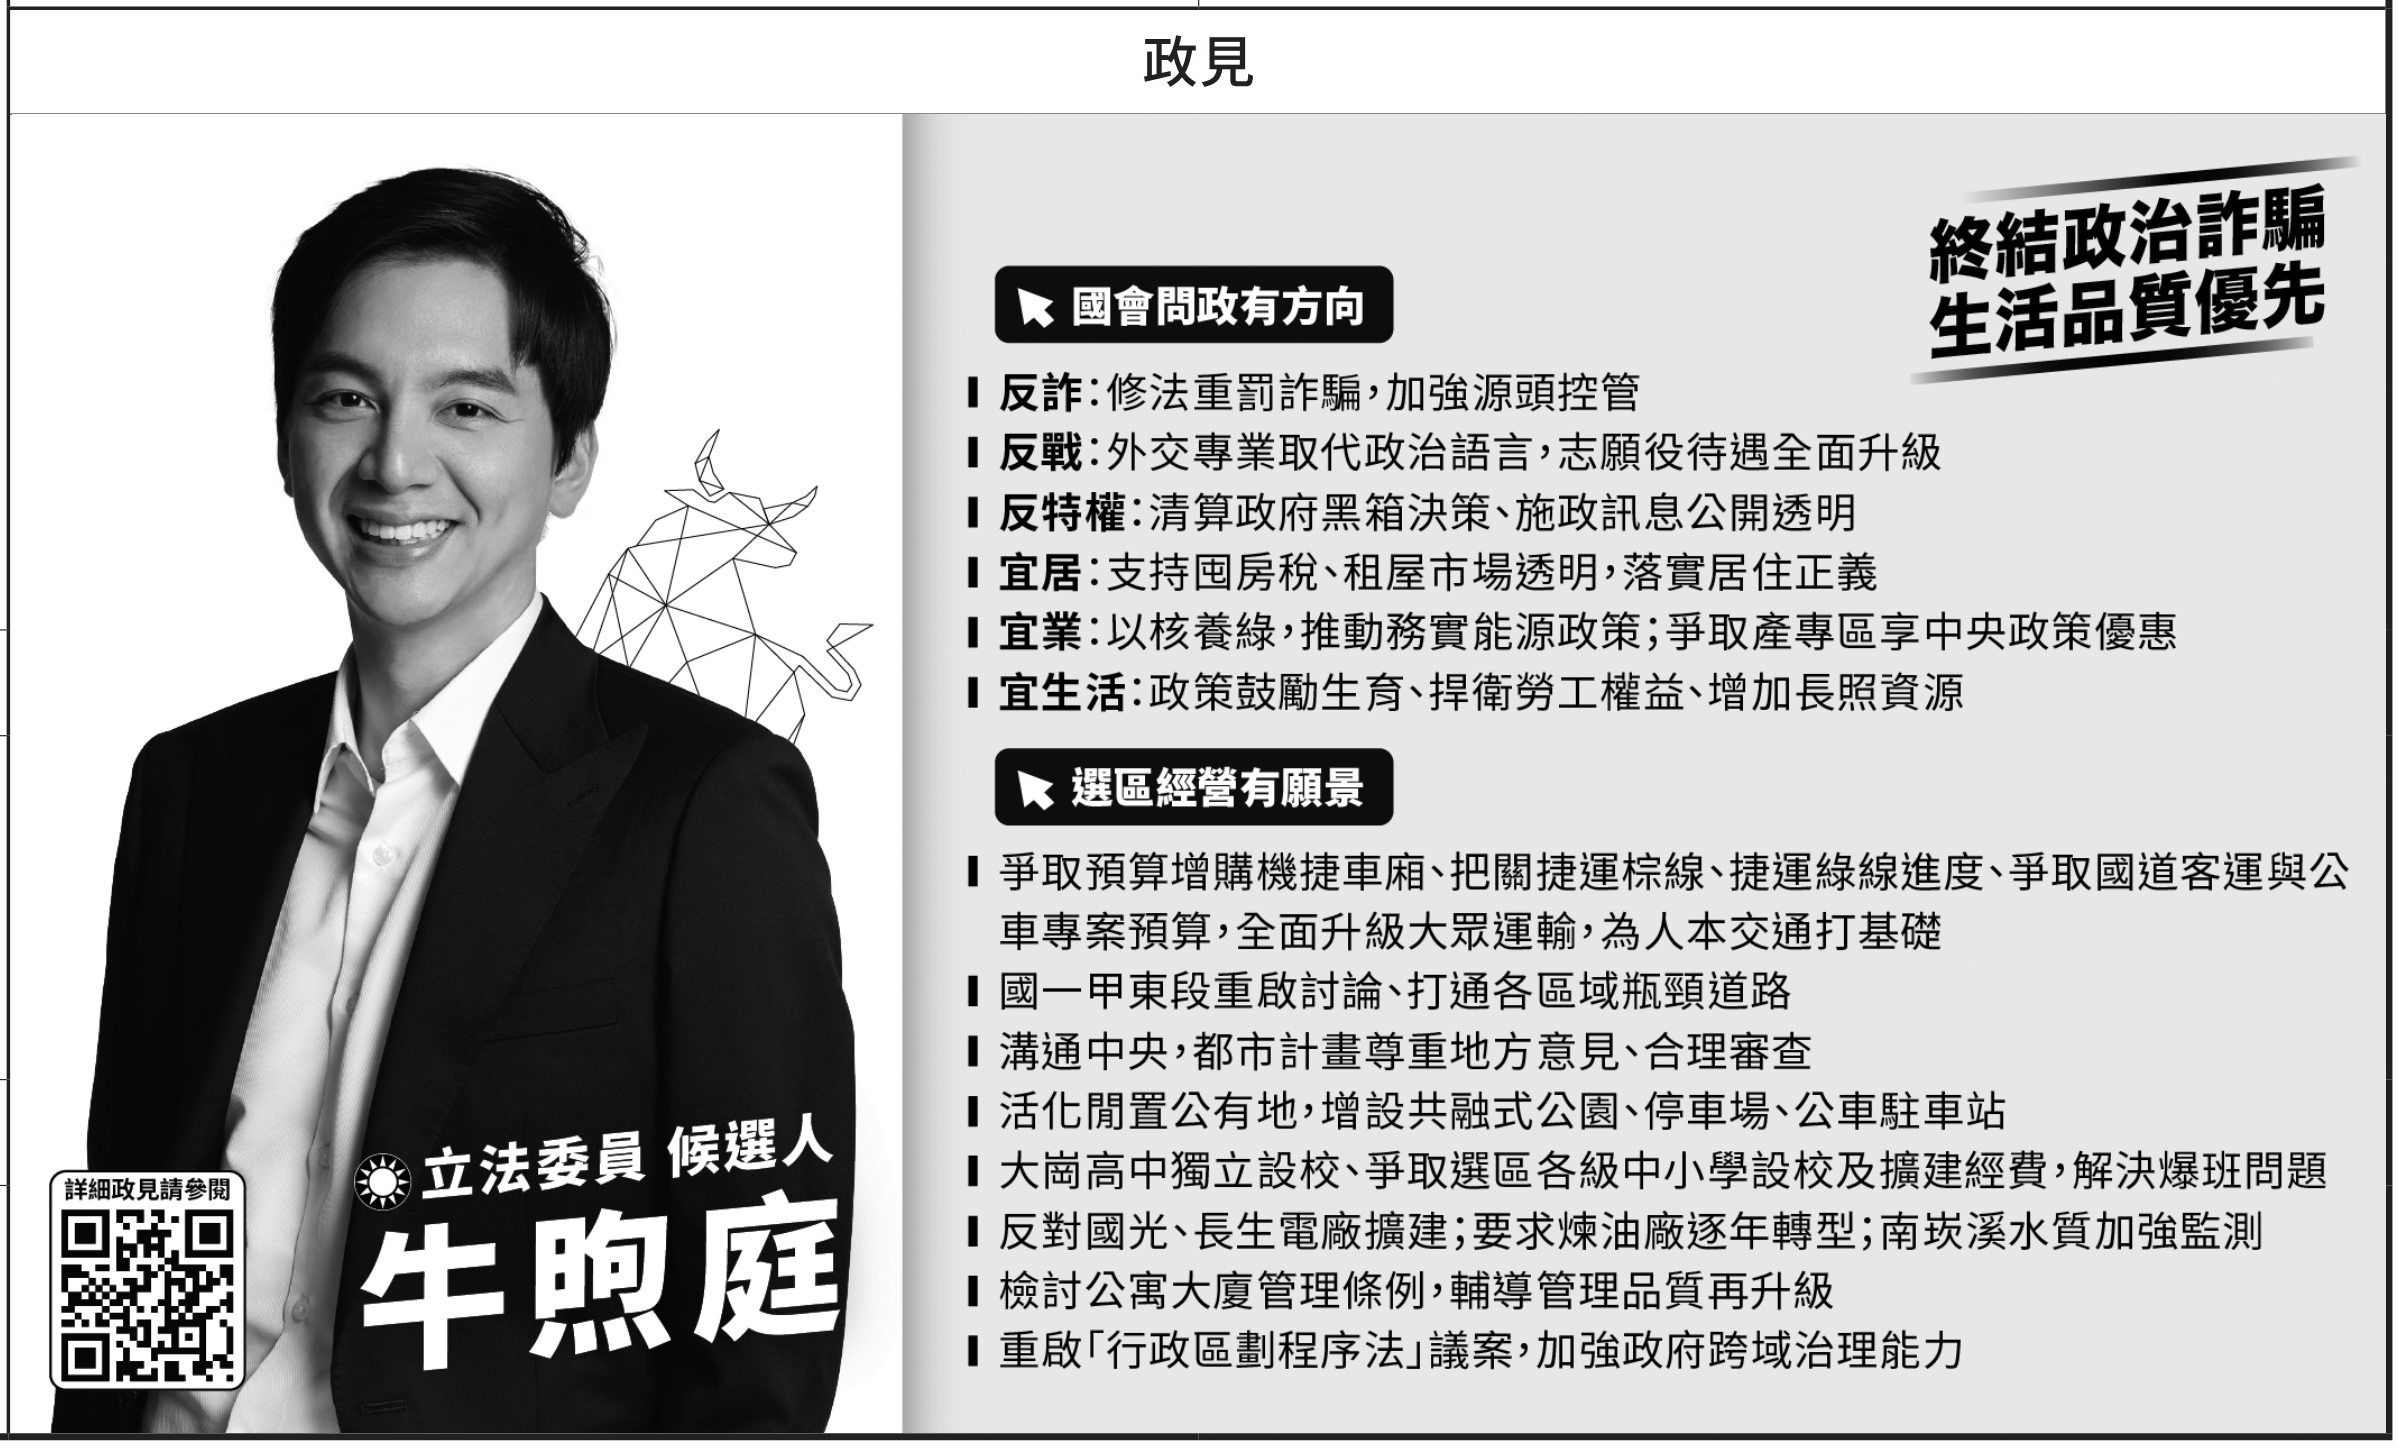 政見
終結政治詐騙
生活品質優先
國會問政有方向
反詐：修法重罰詐騙，加強源頭控管
反戰：外交專業取代政治語言，志願役待遇全面升級
反特權：清算政府黑箱決策、施政訊息公開透明
宜居：支持囤房稅、租屋市場透明，落實居住正義
宜業：以核養綠，推動務實能源政策；爭取產專區享中央政策優惠
宜生活：政策鼓勵生育、捍衛勞工權益、增加長照資源
選區經營有願景
爭取預算增購機捷車廂、把關捷運棕線、捷運綠線進度、爭取國道客運與公
車專案預算，全面升級大眾運輸，為人本交通打基礎
國一甲東段重啟討論、打通各區域瓶頸道路
溝通中央，都市計畫尊重地方意見、合理審查
活化閒置公有地，增設共融式公園、停車場、公車駐車站
大崗高中獨立設校、爭取選區各級中小學設校及擴建經費，解決爆班問題
反對國光、長生電廠擴建；要求煉油廠逐年轉型；南崁溪水質加強監測
檢討公寓大廈管理條例，輔導管理品質再升級
重啟「行政區劃程序法」議案，加強政府跨域治理能力
立法委員 候選人
牛煦庭
詳細政見請參閱